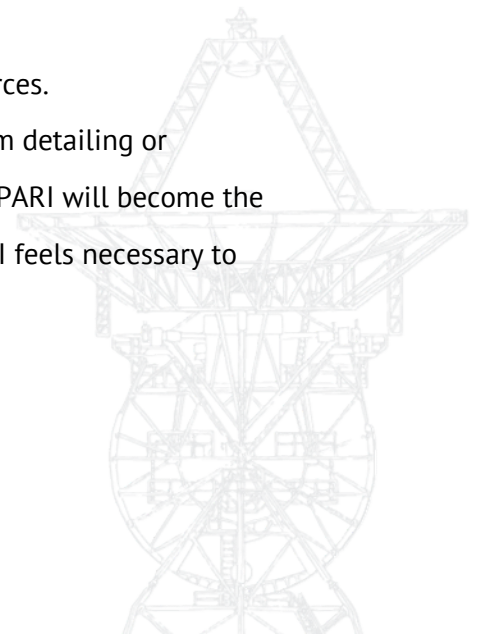 rces.
m detailing or
PARI will become the
I feels necessary to